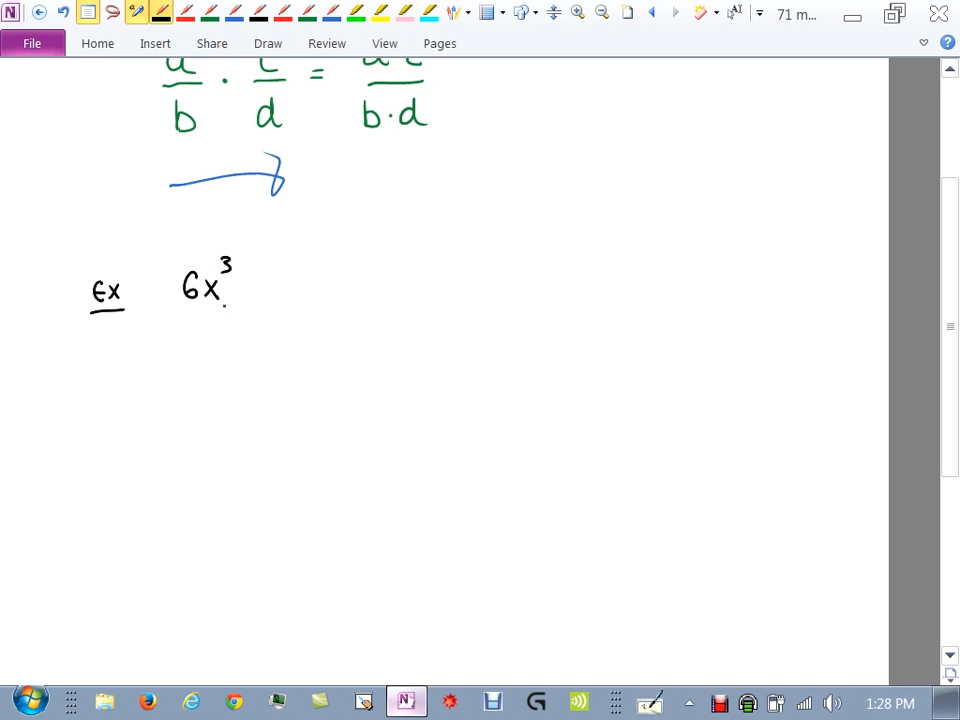 71 m...
File Home Insert Share Draw Review View Pages
a/b · c/d = a c/b·d
Ex 6x³
1:28 PM